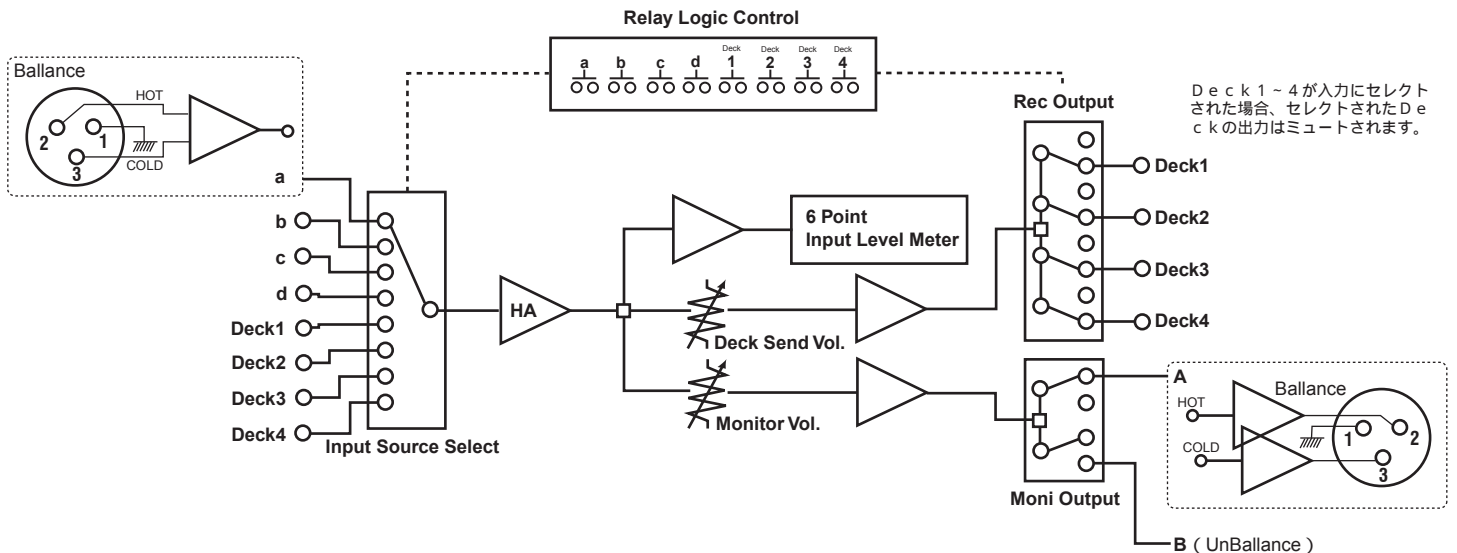 Relay Logic Control
a b c d Deck 1 Deck 2 Deck 3 Deck 4
Ballance
HOT
2
1
3
COLD
Rec Output
Deck1~4が入力にセレクト
された場合、セレクトされたDe
ckの出力はミュートされます。
a
b
c
d
Deck1
Deck2
Deck3
Deck4
Input Source Select
HA
6 Point
Input Level Meter
Deck Send Vol.
Monitor Vol.
Deck1
Deck2
Deck3
Deck4
Moni Output
A
Ballance
HOT
COLD
1
2
3
B ( UnBallance )